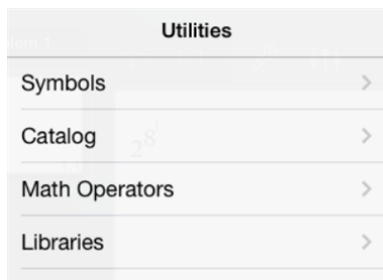 Utilities
Symbols
Catalog
Math Operators
Libraries